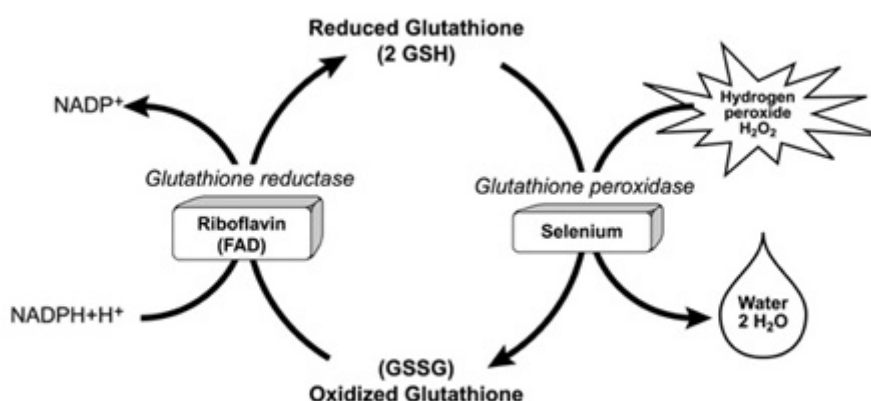 Reduced Glutathione
(2 GSH)
NADP⁺
Hydrogen
peroxide
H₂O₂
Glutathione reductase
Glutathione peroxidase
Riboflavin
(FAD)
Selenium
NADPH+H⁺
Water
2 H₂O
(GSSG)
Oxidized Glutathione